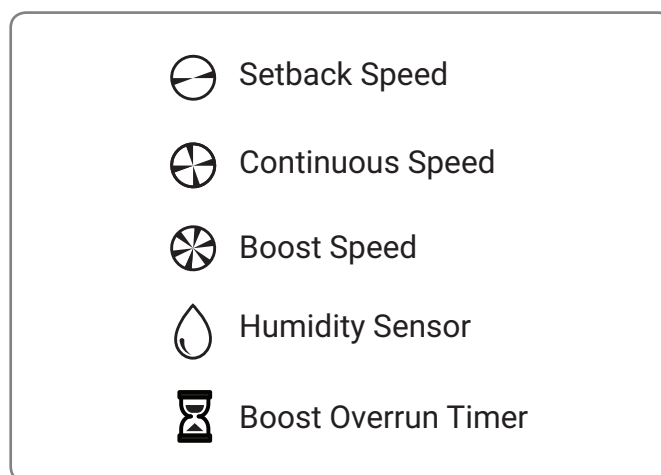 Setback Speed
Continuous Speed
Boost Speed
Humidity Sensor
Boost Overrun Timer